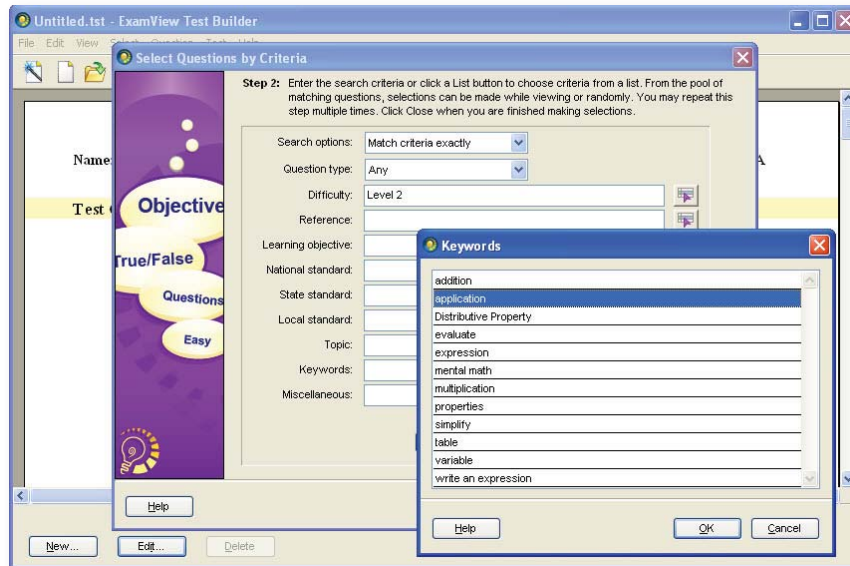 Untitled.tst - ExamView Test Builder
File Edit View Select Question Test Help
Select Questions by Criteria
Step 2: Enter the search criteria or click a List button to choose criteria from a list. From the pool of
matching questions, selections can be made while viewing or randomly. You may repeat this
step multiple times. Click Close when you are finished making selections.
Name
A
Test
Objective
True/False
Questions
Easy
Search options: Match criteria exactly
Question type: Any
Difficulty: Level 2
Reference:
Learning objective:
National standard:
State standard:
Local standard:
Topic:
Keywords:
Miscellaneous:
Keywords
addition
application
Distributive Property
evaluate
expression
mental math
multiplication
properties
simplify
table
variable
write an expression
Help
OK
Cancel
Help
New...
Edit...
Delete